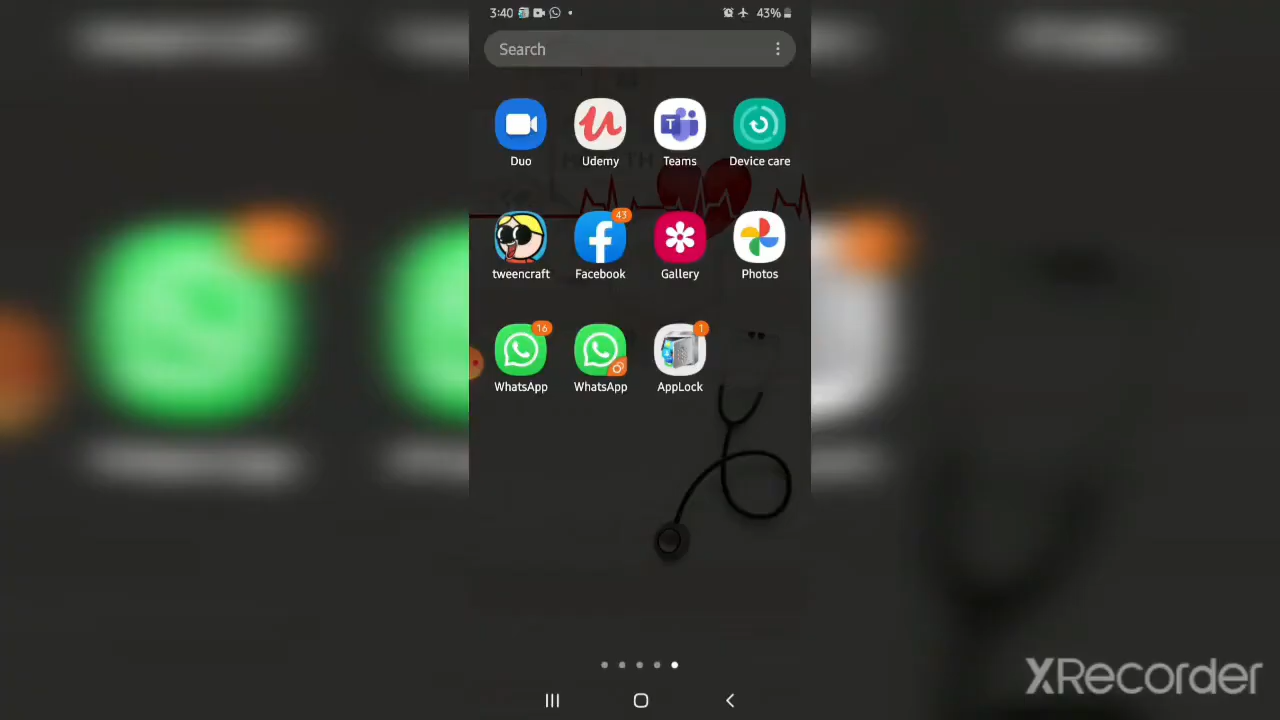 3:40
43%
Search
Duo
Udemy
Teams
Device care
HEALTH
tweencraft
43
Facebook
Gallery
Photos
16
WhatsApp
WhatsApp
1
AppLock
XRecorder